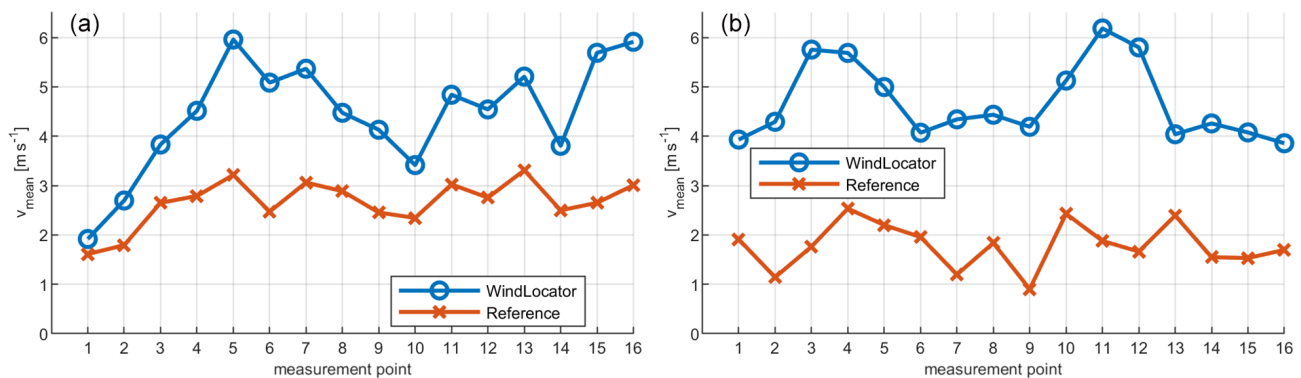 (a)
6
5
4
3
2
1
0
v_mean [m s⁻¹]
WindLocator
Reference
1 2 3 4 5 6 7 8 9 10 11 12 13 14 15 16
measurement point
(b)
6
5
4
3
2
1
0
v_mean [m s⁻¹]
WindLocator
Reference
1 2 3 4 5 6 7 8 9 10 11 12 13 14 15 16
measurement point